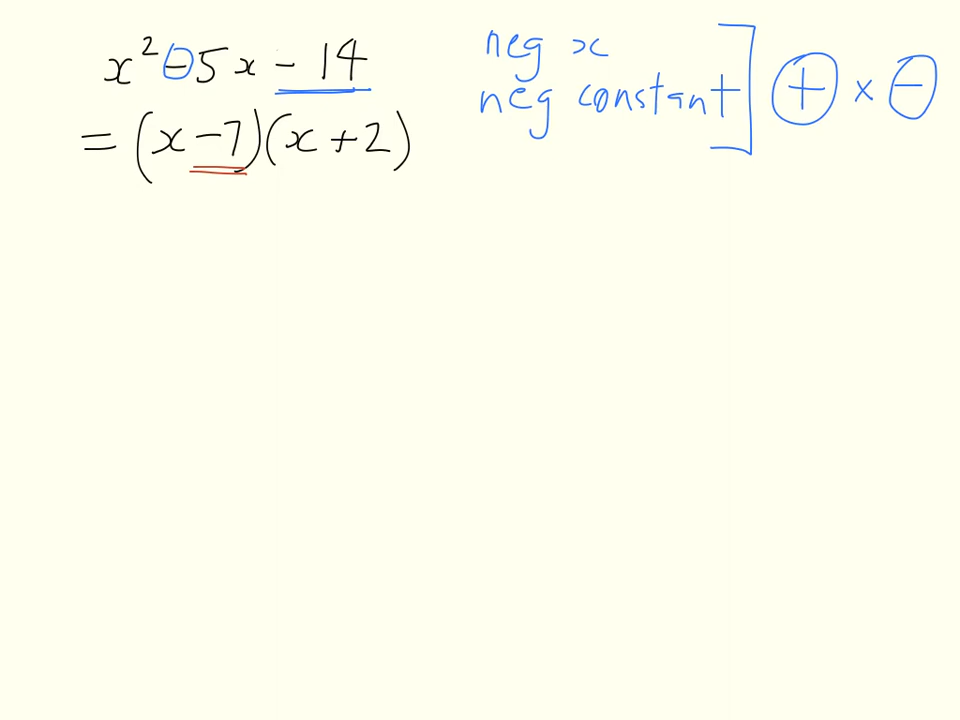 x² - 5x - 14
= (x - 7)(x + 2)
neg x
neg constant ] + × -